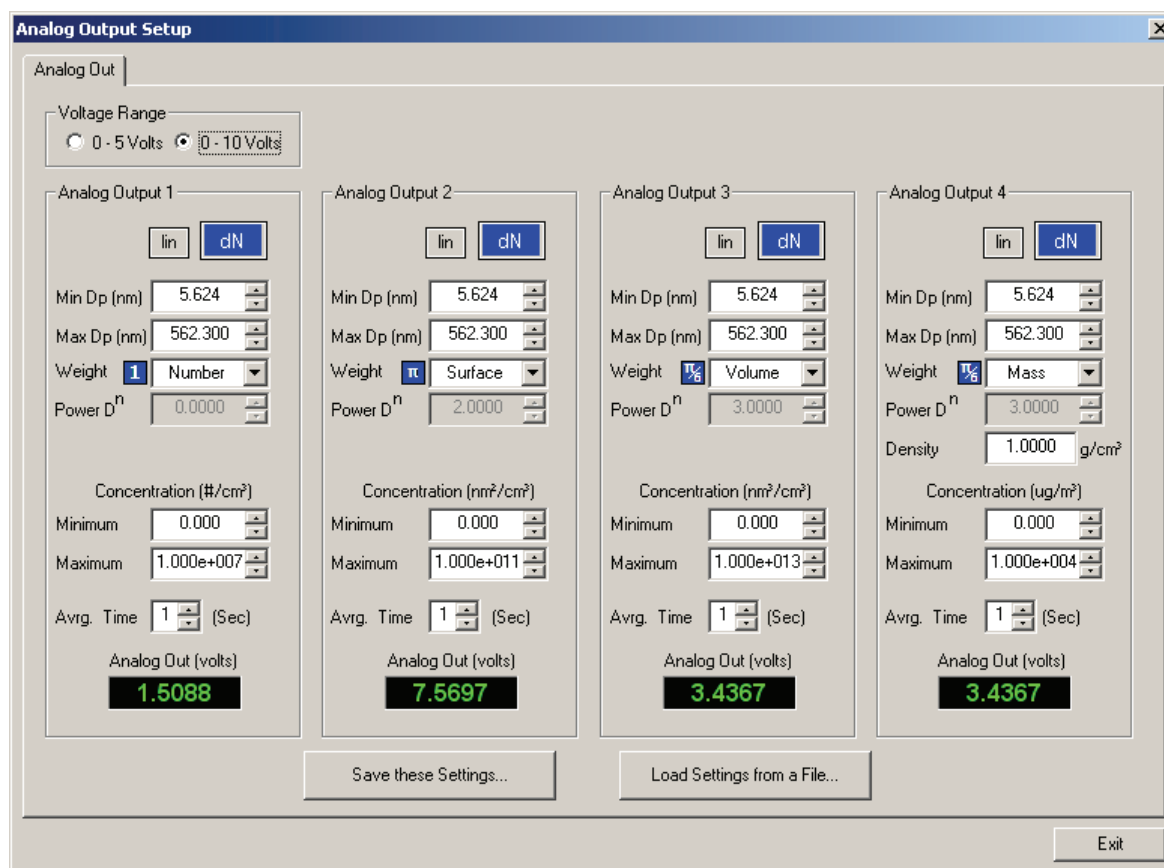 Analog Output Setup
Analog Out
Voltage Range
0 - 5 Volts 0 - 10 Volts
Analog Output 1 Analog Output 2 Analog Output 3 Analog Output 4
lin dN lin dN lin dN lin dN
Min Dp (nm) 5.624 Min Dp (nm) 5.624 Min Dp (nm) 5.624 Min Dp (nm) 5.624
Max Dp (nm) 562.300 Max Dp (nm) 562.300 Max Dp (nm) 562.300 Max Dp (nm) 562.300
Weight 1 Number Weight π Surface Weight π/6 Volume Weight π/6 Mass
Power Dⁿ 0.0000 Power Dⁿ 2.0000 Power Dⁿ 3.0000 Power Dⁿ 3.0000
Density 1.0000 g/cm³
Concentration (#/cm³) Concentration (nm²/cm³) Concentration (nm³/cm³) Concentration (ug/m³)
Minimum 0.000 Minimum 0.000 Minimum 0.000 Minimum 0.000
Maximum 1.000e+007 Maximum 1.000e+011 Maximum 1.000e+013 Maximum 1.000e+004
Avrg. Time 1 (Sec) Avrg. Time 1 (Sec) Avrg. Time 1 (Sec) Avrg. Time 1 (Sec)
Analog Out (volts) Analog Out (volts) Analog Out (volts) Analog Out (volts)
1.5088 7.5697 3.4367 3.4367
Save these Settings... Load Settings from a File...
Exit